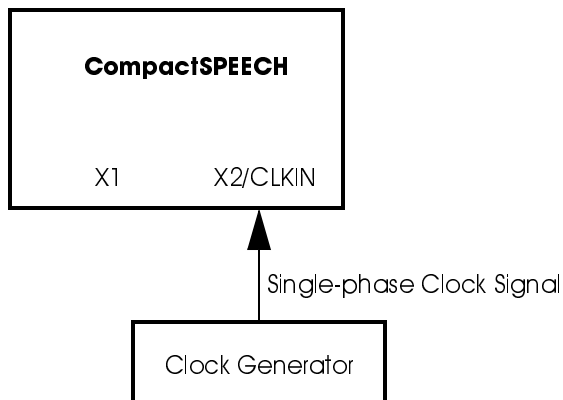 CompactSPEECH
X1 X2/CLKIN
Single-phase Clock Signal
Clock Generator